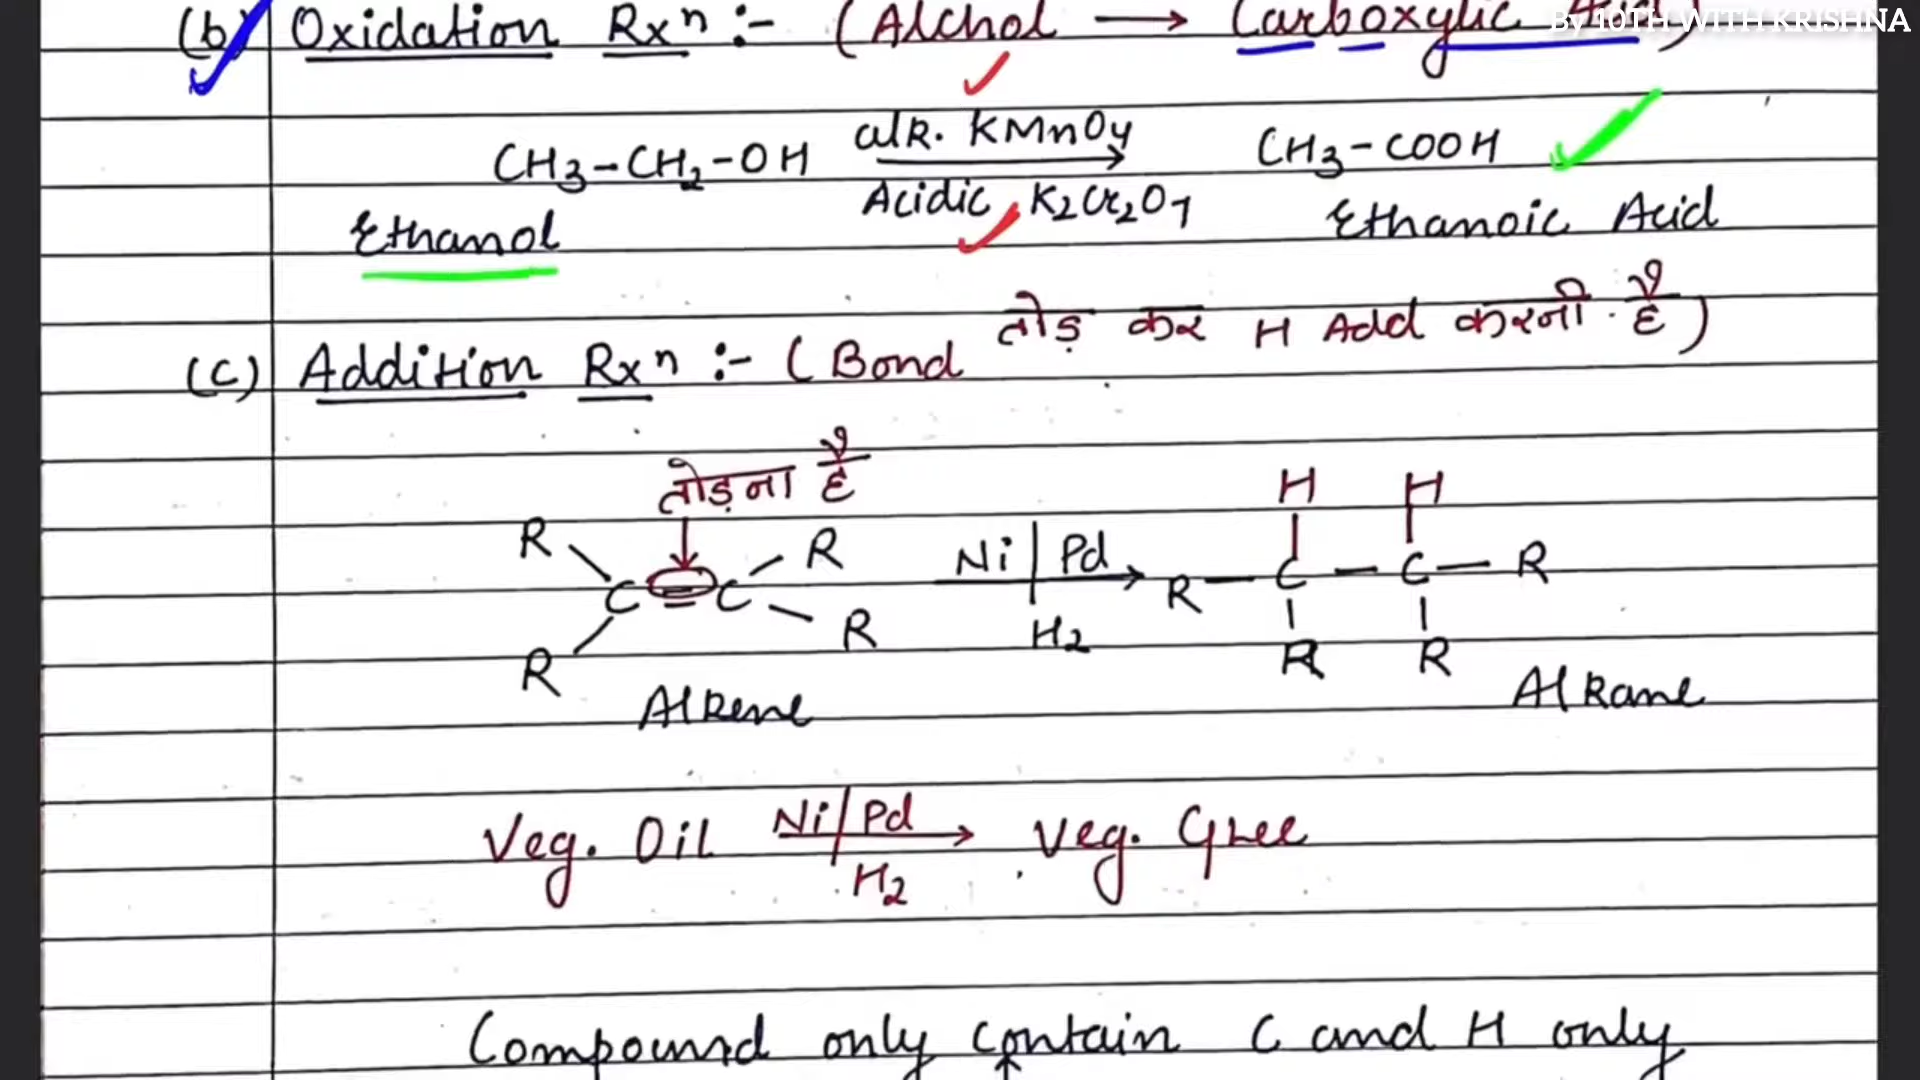 By 10TH WITH KRISHNA
(b) Oxidation Rxⁿ :- (Alchol → Carboxylic Acid)
CH3-CH2-OH alk. KMnO4 → Acidic K2Cr2O7 CH3-COOH
Ethanol Ethanoic Acid
(c) Addition Rxⁿ :- (Bond तोड़ कर H Add करनी है)
तोड़ना है
R R H H
C=C Ni/Pd → H2 R-C-C-R
R R R R
Alkene Alkane
Veg. Oil Ni/Pd → H2 Veg. Ghee
Compound only contain C and H only